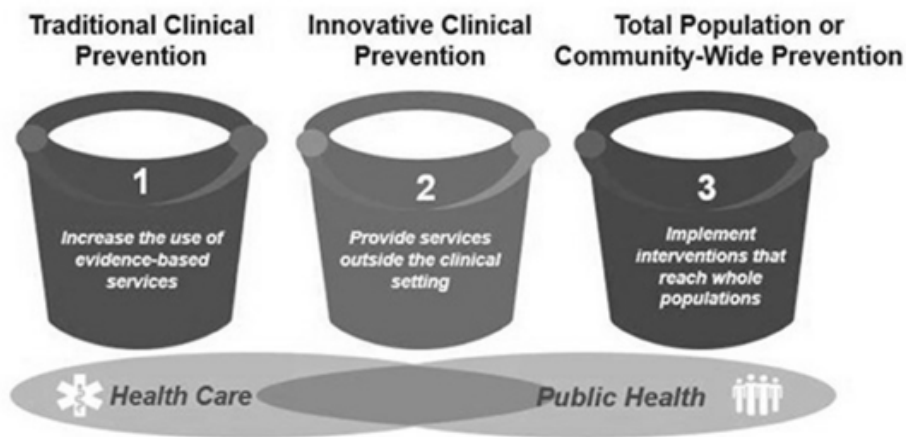 Traditional Clinical
Prevention
Innovative Clinical
Prevention
Total Population or
Community-Wide Prevention
1
Increase the use of
evidence-based
services
2
Provide services
outside the clinical
setting
3
Implement
interventions that
reach whole
populations
Health Care
Public Health